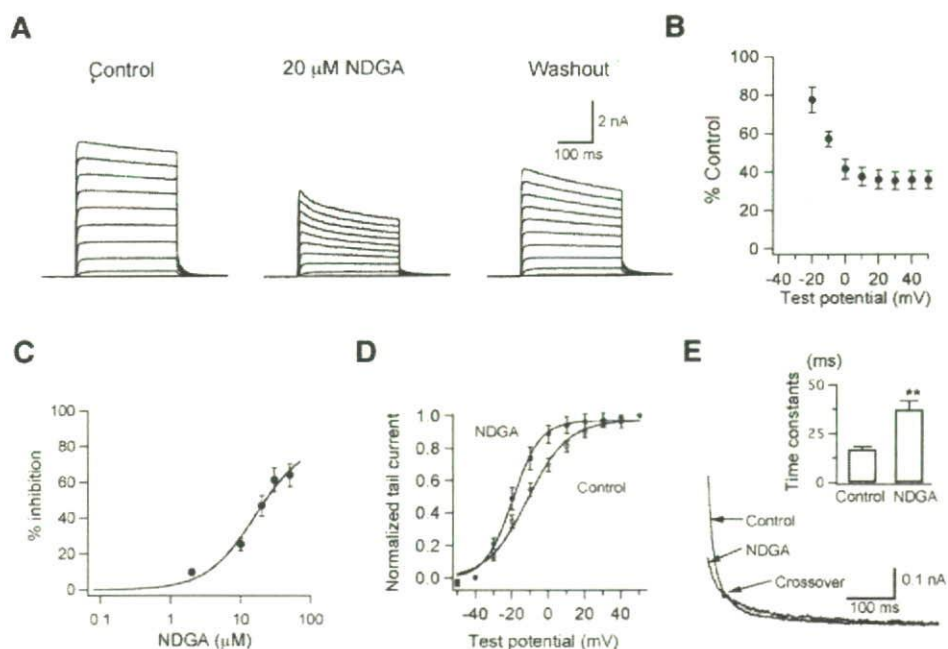 A
Control
20 μM NDGA
Washout
2 nA
100 ms
B
% Control
100
80
60
40
20
0
-40 -20 0 20 40
Test potential (mV)
C
% inhibition
100
80
60
40
20
0
0 1 1 10 100
NDGA (μM)
D
Normalized tail current
1.0
0.8
0.6
0.4
0.2
0.0
NDGA
Control
-40 -20 0 20 40
Test potential (mV)
E
(ms)
Time constants
50
25
0
**
Control NDGA
Control
NDGA
Crossover
0.1 nA
100 ms